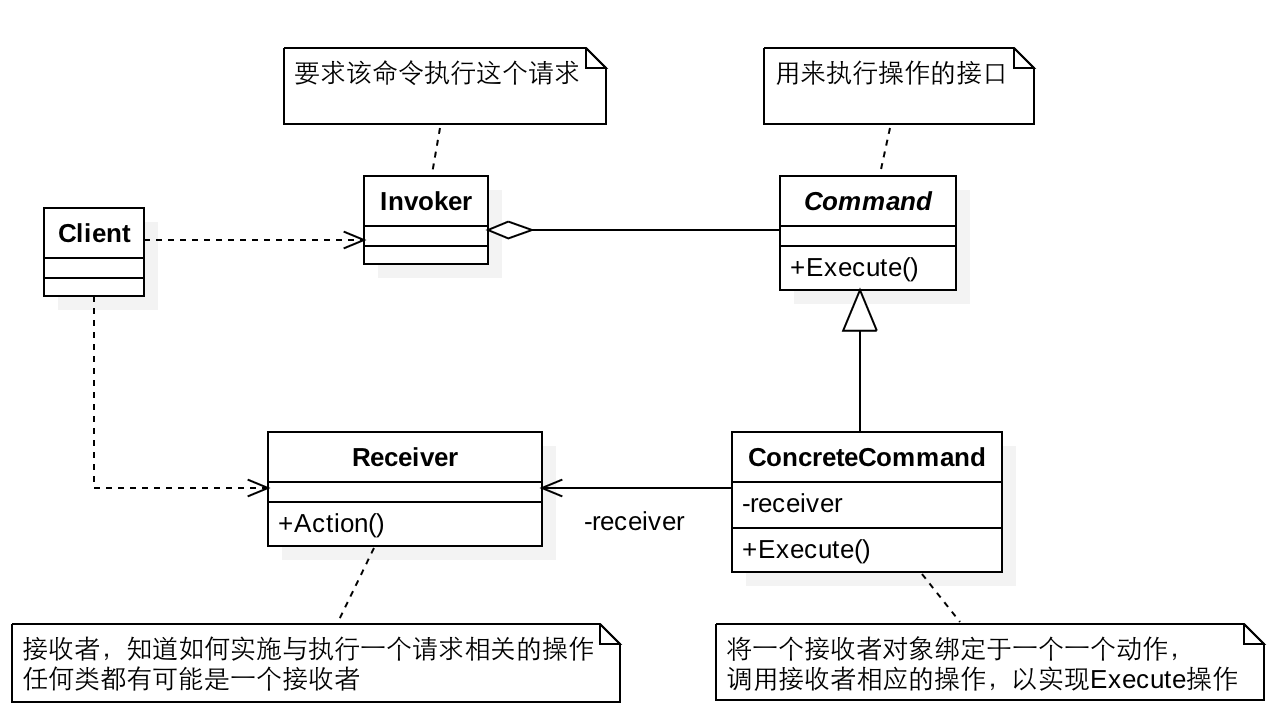 要求该命令执行这个请求
用来执行操作的接口
Invoker
Command
Client
+Execute()
Receiver
ConcreteCommand
-receiver
+Action()
-receiver
+Execute()
接收者，知道如何实施与执行一个请求相关的操作
任何类都有可能是一个接收者
将一个接收者对象绑定于一个一个动作，
调用接收者相应的操作，以实现Execute操作